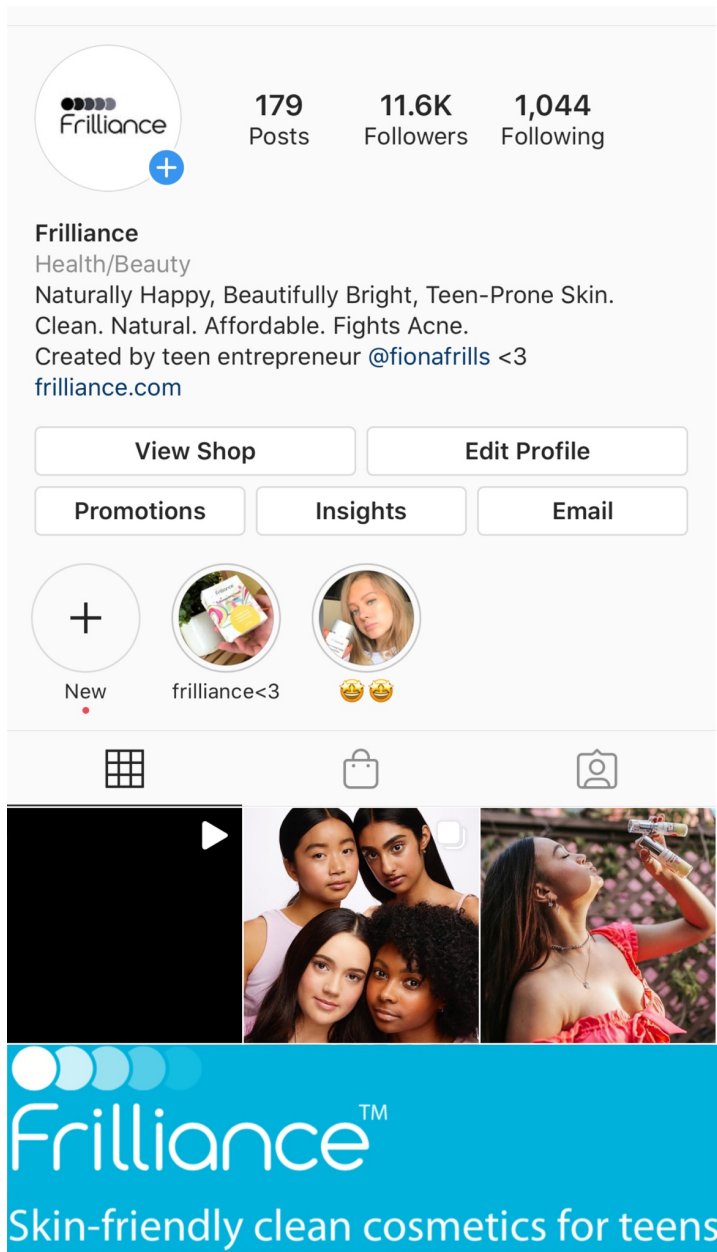 Frilliance
179 11.6K 1,044
Posts Followers Following
Frilliance
Health/Beauty
Naturally Happy, Beautifully Bright, Teen-Prone Skin.
Clean. Natural. Affordable. Fights Acne.
Created by teen entrepreneur @fionafrills <3
frilliance.com
View Shop Edit Profile
Promotions Insights Email
New frilliance<3 🤩🤩
Frilliance™
Skin-friendly clean cosmetics for teens